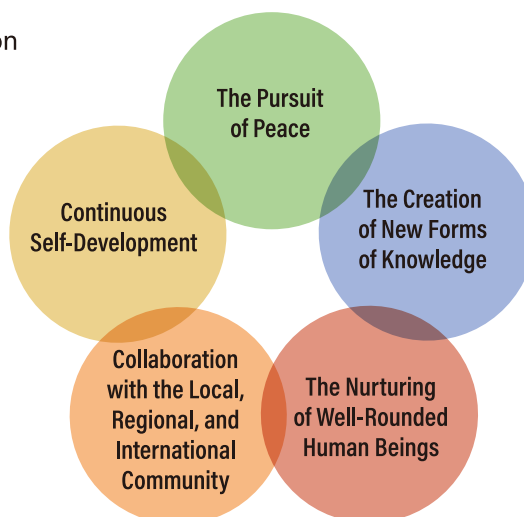 on
The Pursuit
of Peace
Continuous
Self-Development
The Creation
of New Forms
of Knowledge
Collaboration
with the Local,
Regional, and
International
Community
The Nurturing
of Well-Rounded
Human Beings